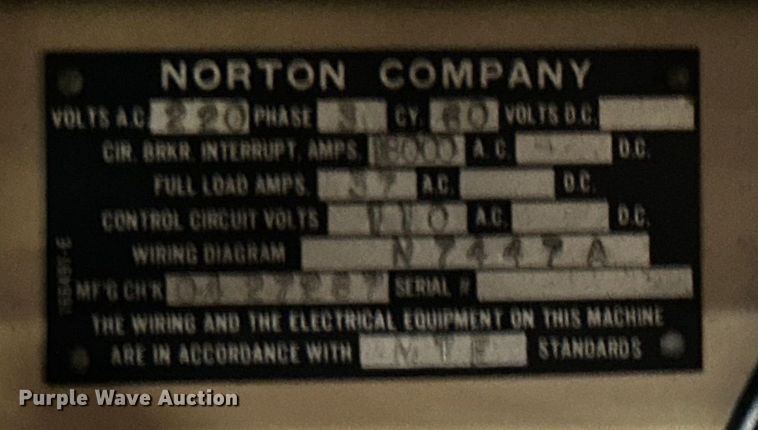 NORTON COMPANY
VOLTS A.C. 220 PHASE 3 CY. 60 VOLTS D.C.
CIR. BRKR. INTERRUPT. AMPS. 18000 A.C. D.C.
FULL LOAD AMPS. 37 A.C. D.C.
CONTROL CIRCUIT VOLTS 110 A.C. D.C.
WIRING DIAGRAM N7447A
MF'G CH'K SERIAL #
THE WIRING AND THE ELECTRICAL EQUIPMENT ON THIS MACHINE
ARE IN ACCORDANCE WITH MTE STANDARDS
Purple Wave Auction